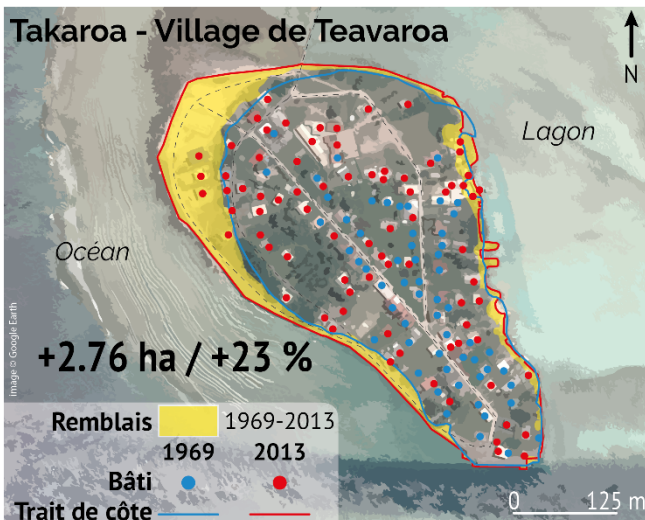 Takaroa - Village de Teavaroa
N
Lagon
Océan
image © Google Earth
+2.76 ha / +23 %
Remblais 1969-2013
1969 2013
Bâti
Trait de côte
0 125 m